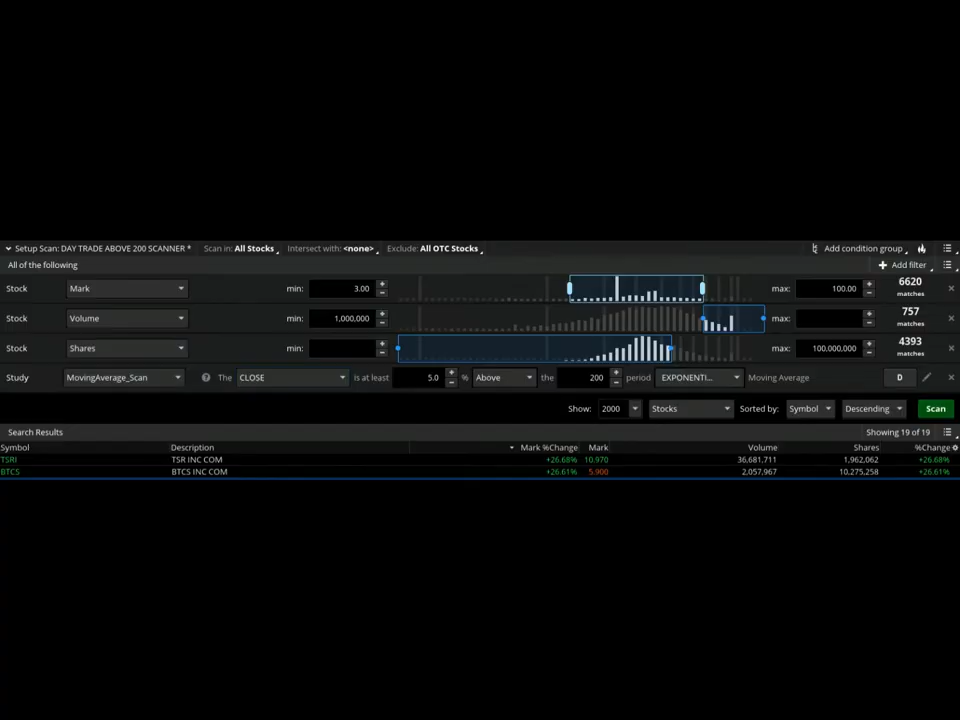 Setup Scan: DAY TRADE ABOVE 200 SCANNER * Scan in: All Stocks Intersect with: <none> Exclude: All OTC Stocks Add condition group
All of the following Add filter
Stock Mark min: 3.00 max: 100.00 6620 matches
Stock Volume min: 1,000,000 max: 757 matches
Stock Shares min: max: 100,000,000 4393 matches
Study MovingAverage_Scan ? The CLOSE is at least 5.0 % Above the 200 period EXPONENTI... Moving Average D
Show: 2000 Stocks Sorted by: Symbol Descending Scan
Search Results Showing 19 of 19
Symbol Description Mark %Change Mark Volume Shares %Change
TSRI TSR INC COM +26.68% 10.970 36,681,711 1,962,062 +26.68%
BTCS BTCS INC COM +26.61% 5.900 2,057,967 10,275,258 +26.61%